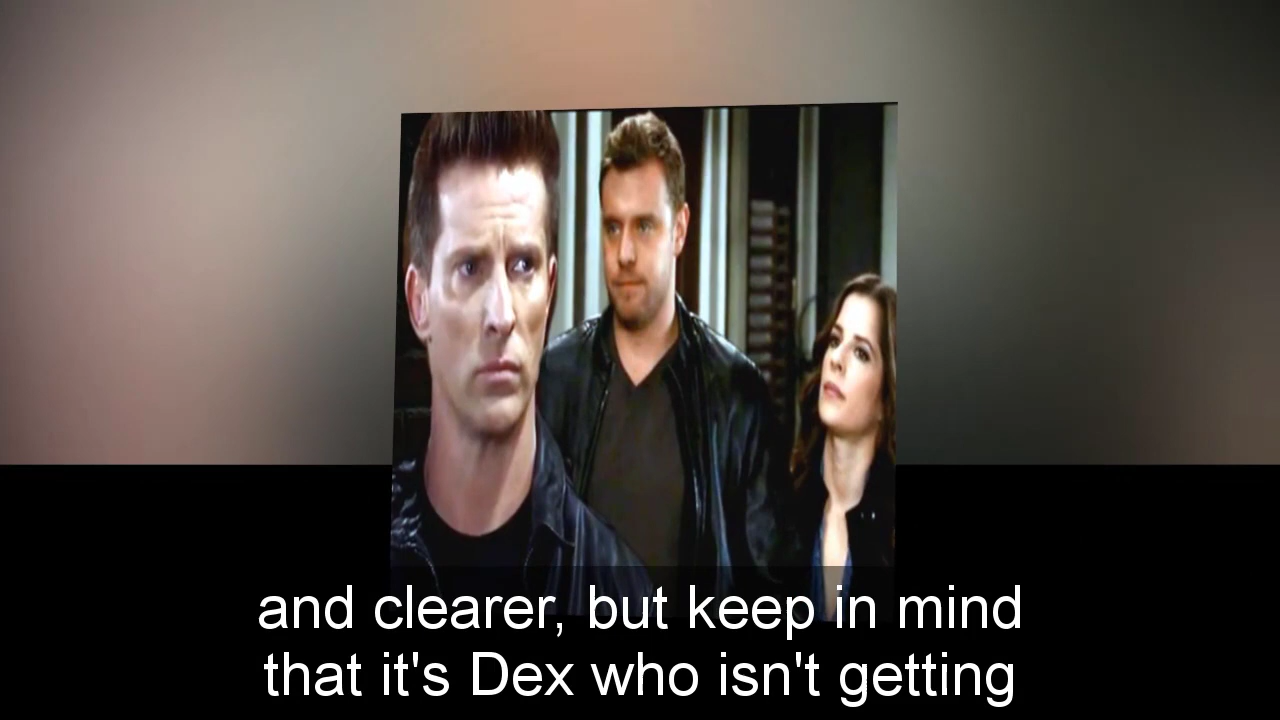 and clearer, but keep in mind
that it's Dex who isn't getting